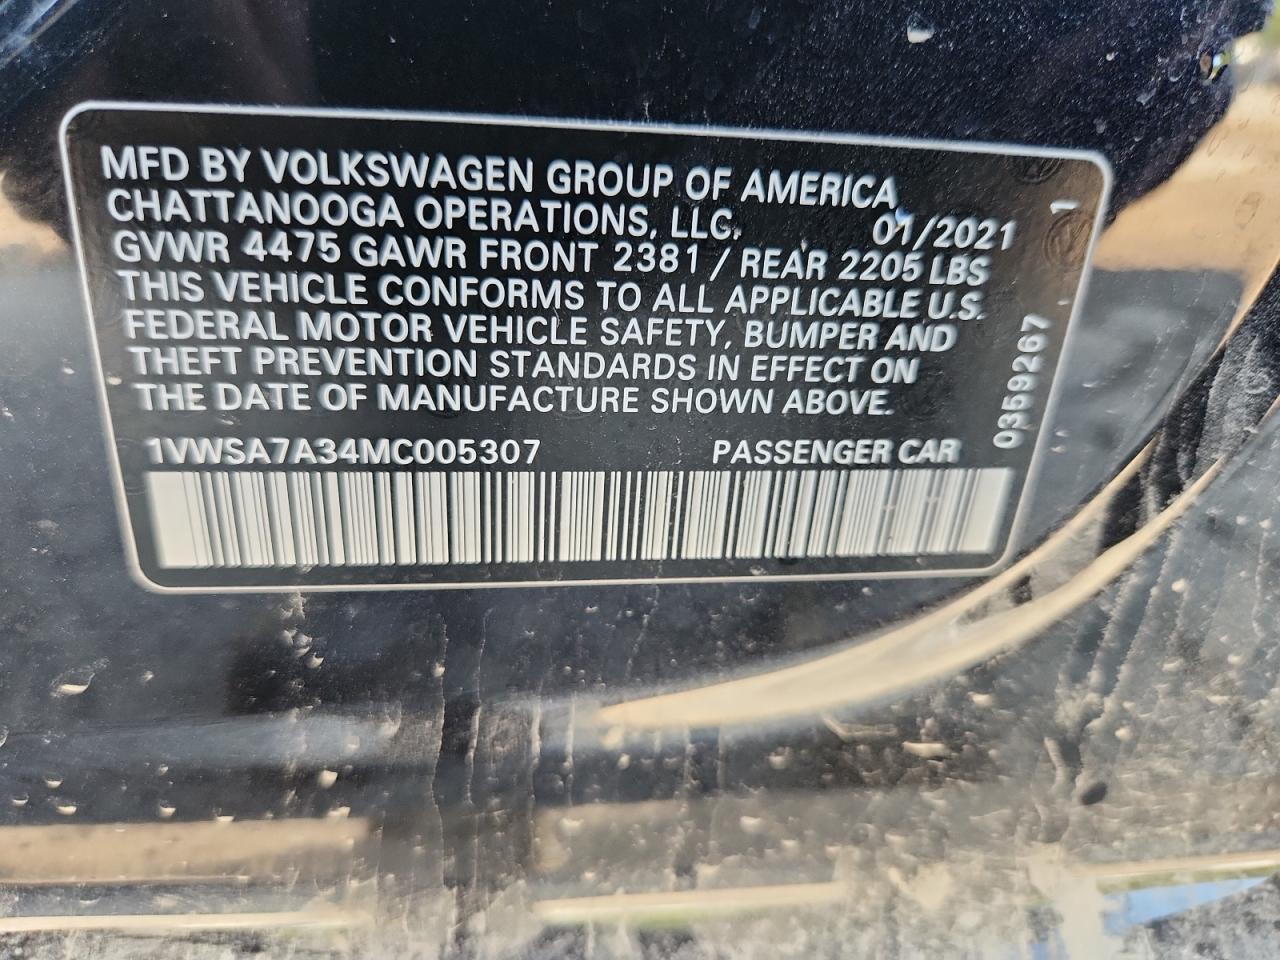 MFD BY VOLKSWAGEN GROUP OF AMERICA
CHATTANOOGA OPERATIONS, LLC. 01/2021
GVWR 4475 GAWR FRONT 2381 / REAR 2205 LBS
THIS VEHICLE CONFORMS TO ALL APPLICABLE U.S.
FEDERAL MOTOR VEHICLE SAFETY, BUMPER AND
THEFT PREVENTION STANDARDS IN EFFECT ON
THE DATE OF MANUFACTURE SHOWN ABOVE.
1VWSA7A34MC005307 PASSENGER CAR
0359267 1